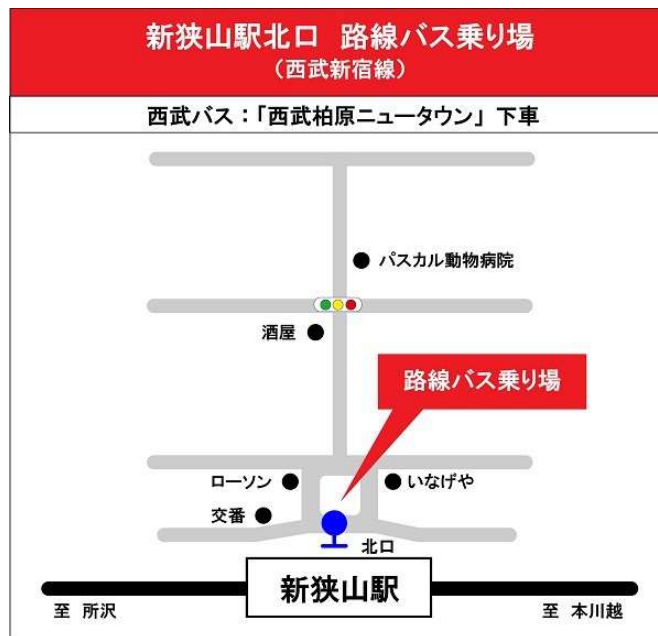 新狭山駅北口 路線バス乗り場
（西武新宿線）
西武バス：「西武柏原ニュータウン」 下車
パスカル動物病院
酒屋
路線バス乗り場
ローソン
いなげや
交番
北口
新狭山駅
至 所沢
至 本川越